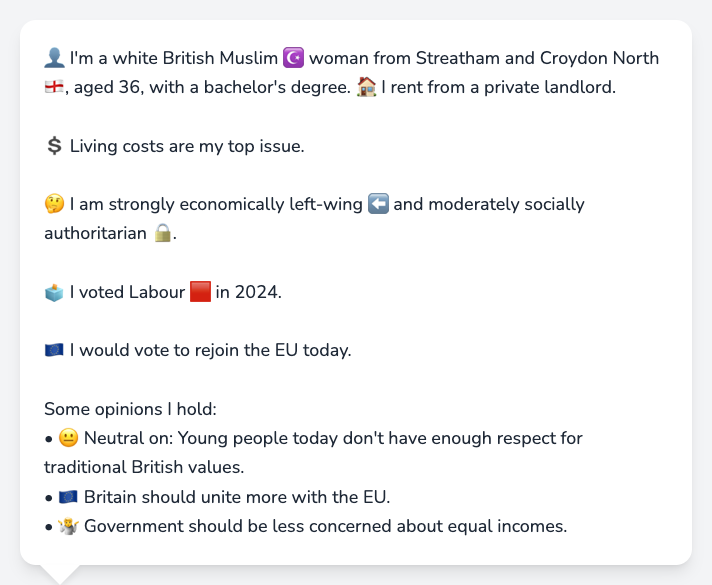 👤 I'm a white British Muslim ☪️ woman from Streatham and Croydon North
🏴󠁧󠁢󠁥󠁮󠁧󠁿, aged 36, with a bachelor's degree. 🏠 I rent from a private landlord.
💲 Living costs are my top issue.
🤔 I am strongly economically left-wing ⬅️ and moderately socially
authoritarian 🔒.
🗳️ I voted Labour 🟥 in 2024.
🇪🇺 I would vote to rejoin the EU today.
Some opinions I hold:
• 😐 Neutral on: Young people today don't have enough respect for
traditional British values.
• 🇪🇺 Britain should unite more with the EU.
• 🤷 Government should be less concerned about equal incomes.